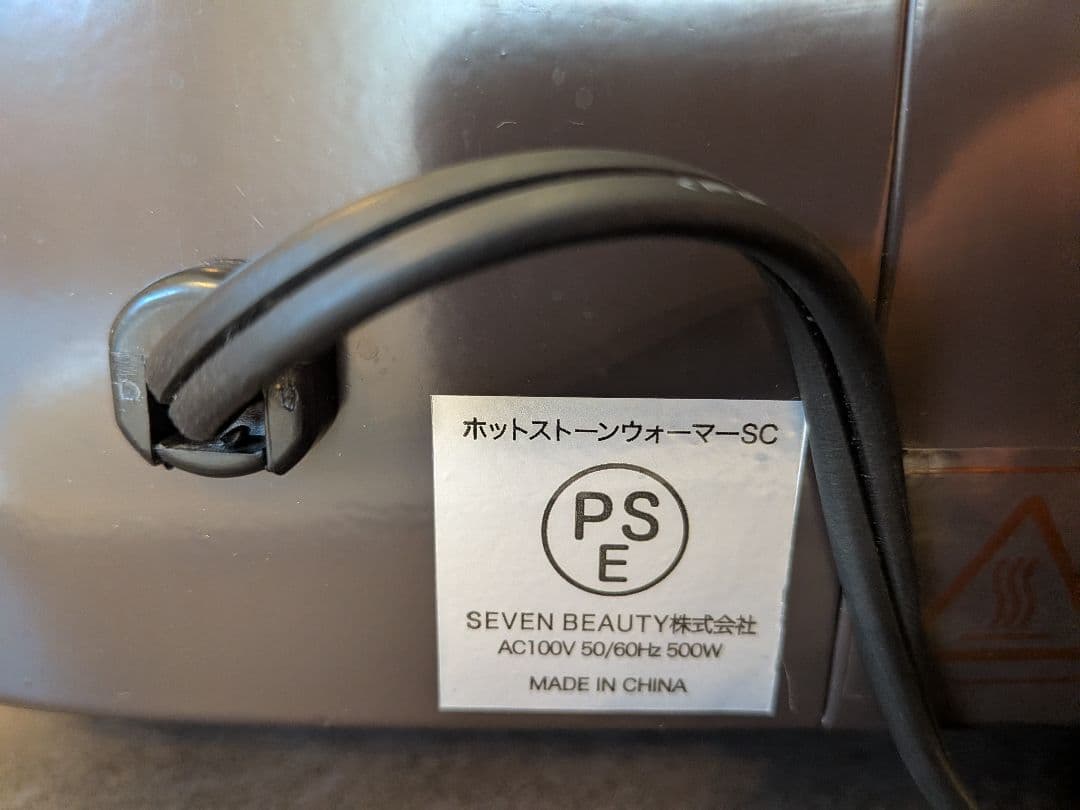 ホットストーンウォーマーSC
PS
E
SEVEN BEAUTY株式会社
AC100V 50/60Hz 500W
MADE IN CHINA